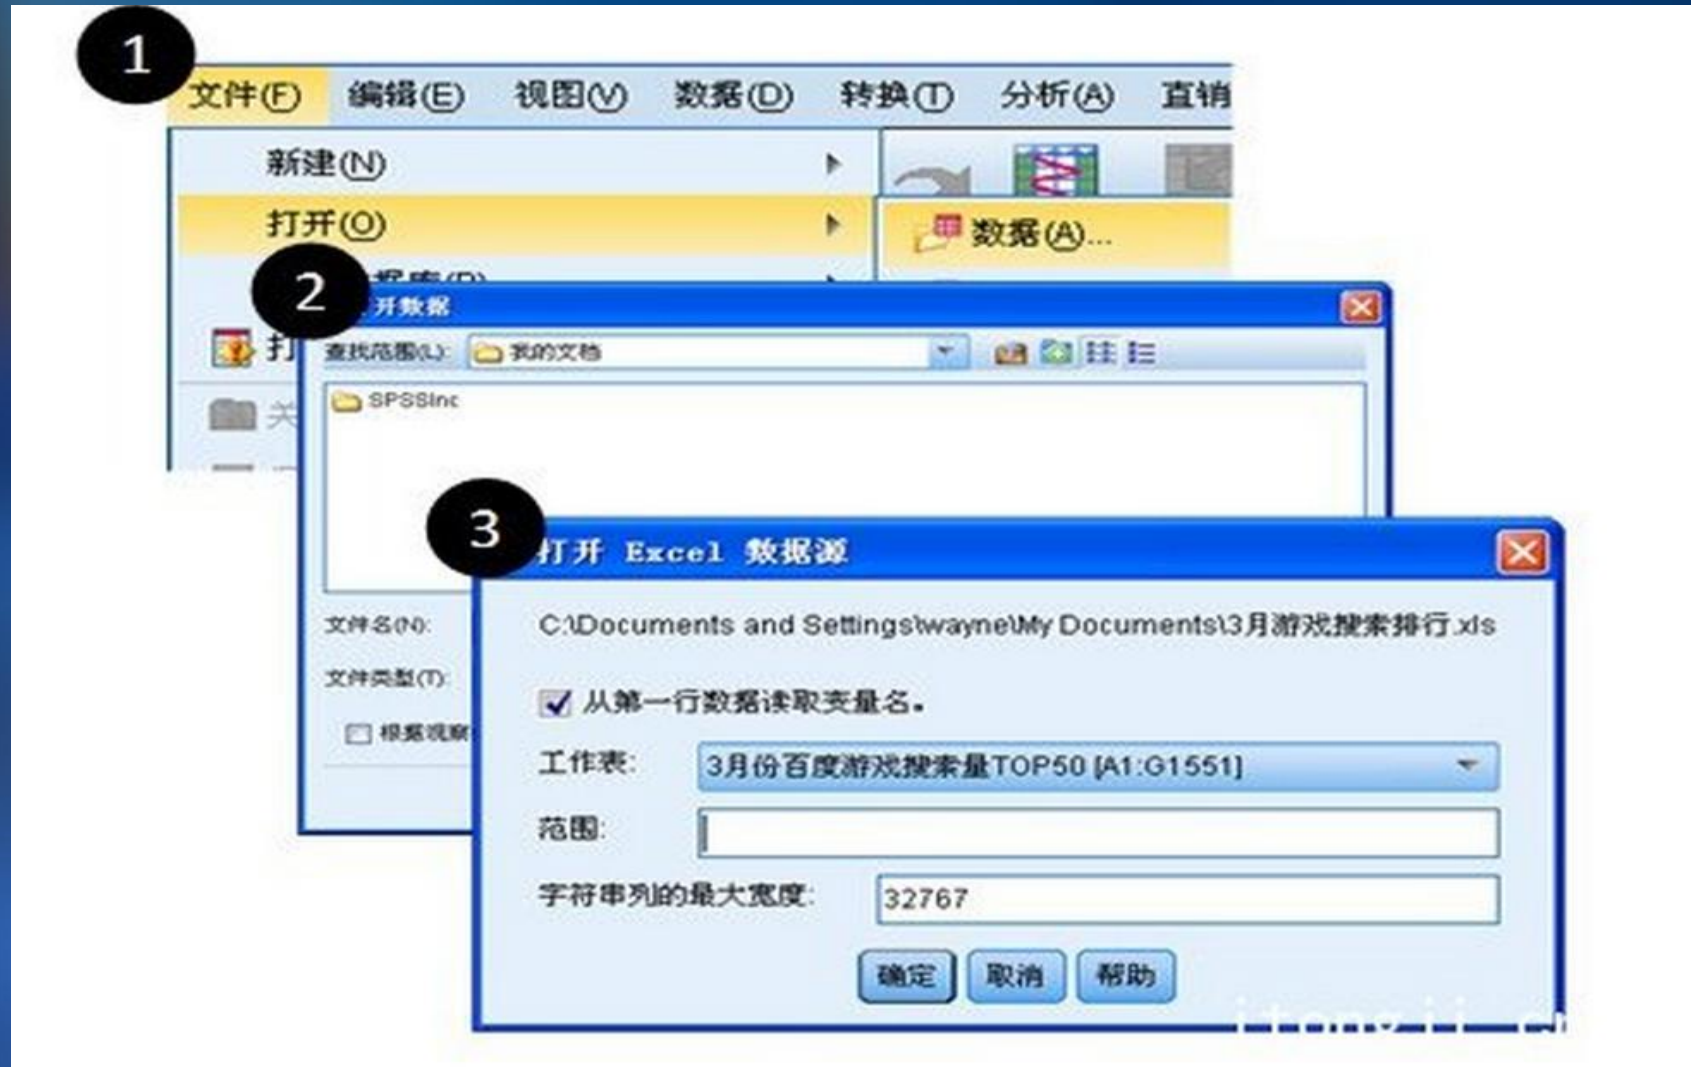 1
文件(F) 编辑(E) 视图(V) 数据(D) 转换(T) 分析(A) 直销
新建(N)
打开(O)
数据(A)...
2
开数据
查找范围(L): 我的文档
SPSSInc
3
打开 Excel 数据源
文件名(N):
C:\Documents and Settings\wayne\My Documents\3月游戏搜索排行.xls
文件类型(T):
从第一行数据读取变量名。
根据观察
工作表: 3月份百度游戏搜索量TOP50 [A1:G1551]
范围:
字符串列的最大宽度: 32767
确定 取消 帮助